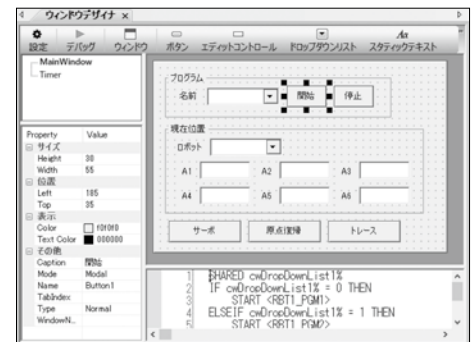 ウィンドウデザイナ ×
設定 デバッグ ウィンドウ ボタン エディットコントロール ドロップダウンリスト スタティックテキスト
Aa
MainWindow
Timer
プログラム
名前 開始 停止
現在位置
ロボット
A1 A2 A3
A4 A5 A6
サーボ 原点復帰 トレース
Property Value
サイズ
Height 30
Width 55
位置
Left 185
Top 35
表示
Color f0f0f0
Text Color 000000
その他
Caption 開始
Mode Modal
Name Button1
TabIndex
Type Normal
WindowN...
1 SHARED cwDropDownList1%
2 IF cwDropDownList1% = 0 THEN
3 START <RBT1_PGM1>
4 ELSEIF cwDropDownList1% = 1 THEN
5 START <RBT1_PGM2>